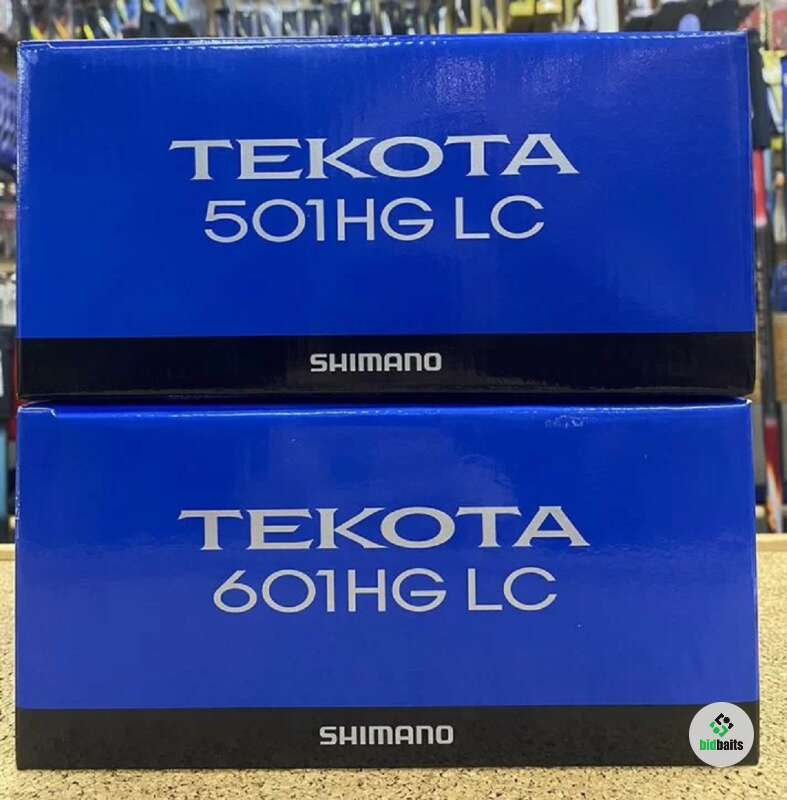 TEKOTA
501HG LC
SHIMANO
TEKOTA
601HG LC
SHIMANO
bidbaits